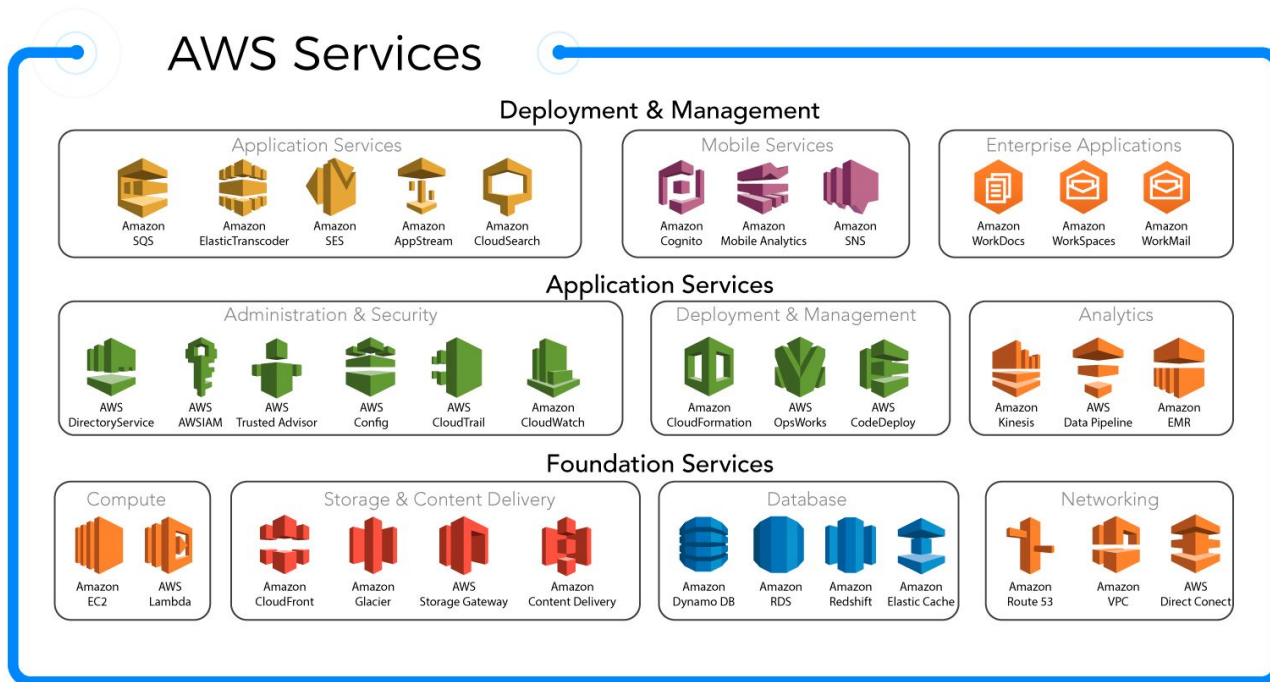 AWS Services
Deployment & Management
Application Services
Amazon
SQS
Amazon
ElasticTranscoder
Amazon
SES
Amazon
AppStream
Amazon
CloudSearch
Mobile Services
Amazon
Cognito
Amazon
Mobile Analytics
Amazon
SNS
Enterprise Applications
Amazon
WorkDocs
Amazon
WorkSpaces
Amazon
WorkMail
Application Services
Administration & Security
AWS
DirectoryService
AWS
AWSIAM
AWS
Trusted Advisor
AWS
Config
AWS
CloudTrail
Amazon
CloudWatch
Deployment & Management
Amazon
CloudFormation
AWS
OpsWorks
AWS
CodeDeploy
Analytics
Amazon
Kinesis
AWS
Data Pipeline
Amazon
EMR
Foundation Services
Compute
Amazon
EC2
AWS
Lambda
Storage & Content Delivery
Amazon
CloudFront
Amazon
Glacier
AWS
Storage Gateway
Amazon
Content Delivery
Database
Amazon
Dynamo DB
Amazon
RDS
Amazon
Redshift
Amazon
Elastic Cache
Networking
Amazon
Route 53
Amazon
VPC
AWS
Direct Conect